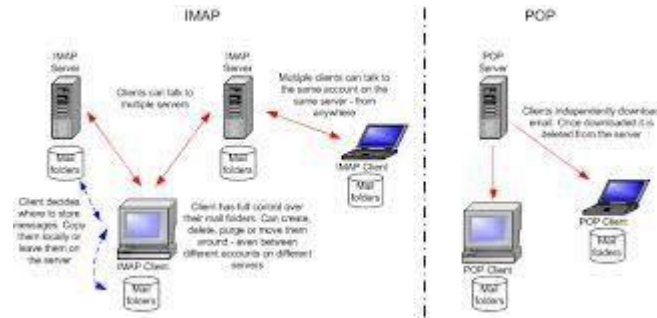 IMAP
POP
IMAP
Server
IMAP
Server
POP
Server
Clients can talk to
multiple servers
Multiple clients can talk to
the same account on the
same server - from
anywhere
Clients independently download
email. Once downloaded it is
deleted from the server
Mail
folders
Mail
folders
IMAP Client
Mail
folders
Client decides
where to store
messages. Copy
them locally or
leave them on
the server
Client has full control over
their mail folders. Can create,
delete, purge or move them
around - even between
different accounts on different
servers
IMAP Client
Mail
folders
POP Client
Mail
folders
POP Client
Mail
folders